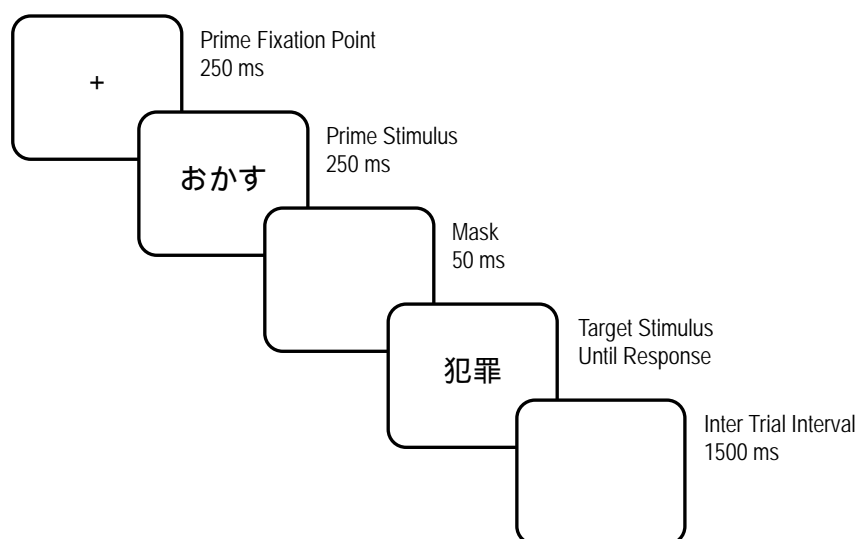 +
Prime Fixation Point
250 ms
おかす
Prime Stimulus
250 ms
Mask
50 ms
犯罪
Target Stimulus
Until Response
Inter Trial Interval
1500 ms